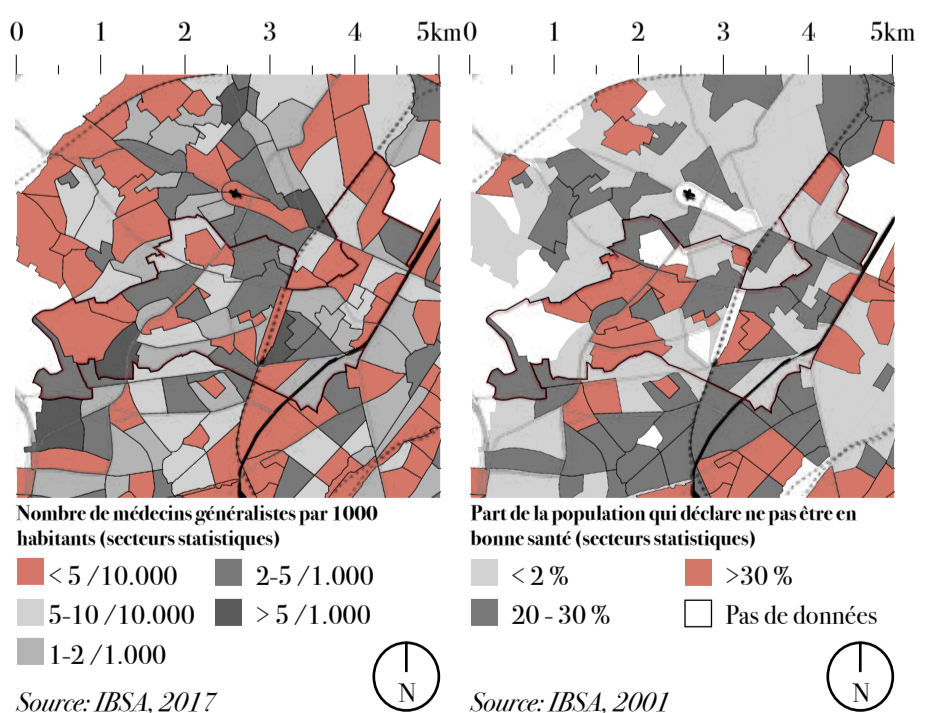 0 1 2 3 4 5km
0 1 2 3 4 5km
Nombre de médecins généralistes par 1000
habitants (secteurs statistiques)
< 5 /10.000
2-5 /1.000
5-10 /10.000
> 5 /1.000
1-2 /1.000
N
Source: IBSA, 2017
Part de la population qui déclare ne pas être en
bonne santé (secteurs statistiques)
< 2 %
>30 %
20 - 30 %
Pas de données
N
Source: IBSA, 2001